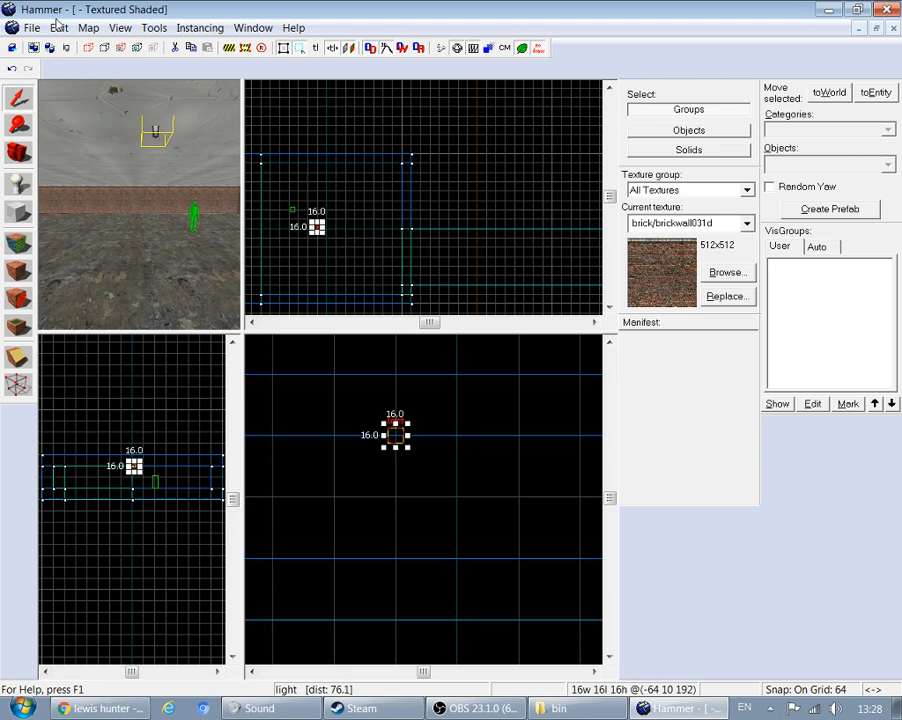 Hammer - [ - Textured Shaded]
File Edit Map View Tools Instancing Window Help
Select:
Groups
Objects
Solids
Texture group:
All Textures
Current texture:
brick/brickwall031d
512x512
Browse...
Replace...
Manifest:
Move selected:
toWorld
toEntity
Categories:
Objects:
Random Yaw
Create Prefab
VisGroups:
User Auto
Show Edit Mark
16.0
16.0
16.0
16.0
16.0
16.0
For Help, press F1
light [dist: 76.1]
16w 16l 16h @(-64 10 192)
Snap: On Grid: 64
<->
lewis hunter -...
Sound
Steam
OBS 23.1.0 (6...
bin
Hammer - [ -...
EN
13:28